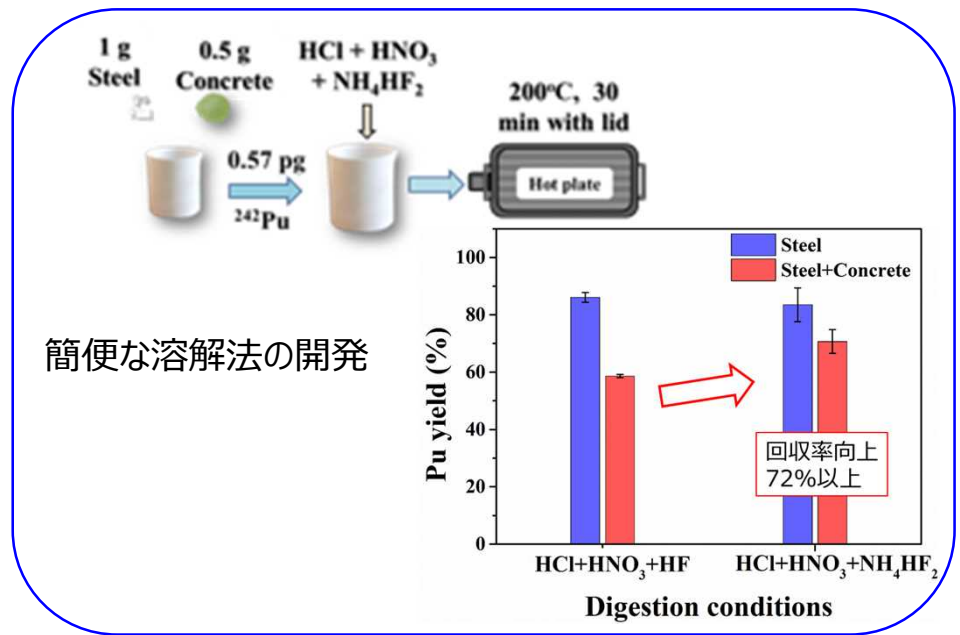 1 g
Steel
0.5 g
Concrete
HCl + HNO₃
+ NH₄HF₂
200°C, 30
min with lid
0.57 pg
²⁴²Pu
Hot plate
簡便な溶解法の開発
Steel
Steel+Concrete
Pu yield (%)
100
80
60
40
20
0
回収率向上
72%以上
HCl+HNO₃+HF
HCl+HNO₃+NH₄HF₂
Digestion conditions